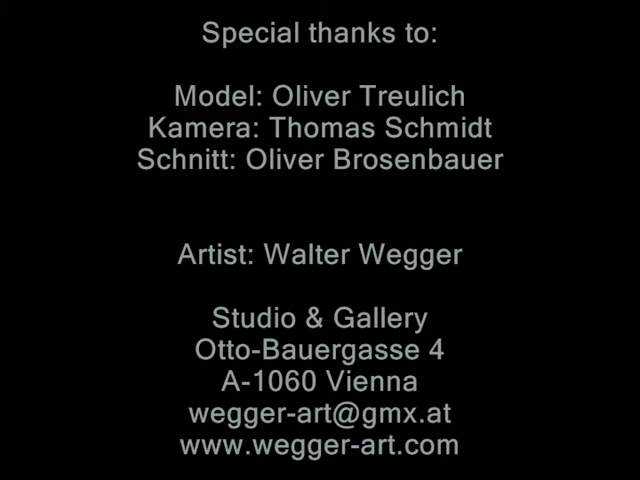 Special thanks to:
Model: Oliver Treulich
Kamera: Thomas Schmidt
Schnitt: Oliver Brosenbauer
Artist: Walter Wegger
Studio & Gallery
Otto-Bauergasse 4
A-1060 Vienna
wegger-art@gmx.at
www.wegger-art.com